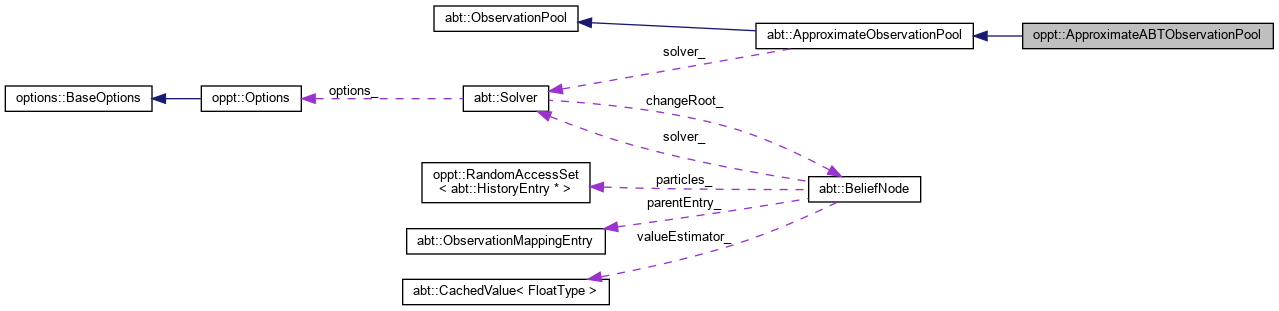 abt::ObservationPool
abt::ApproximateObservationPool
oppt::ApproximateABTObservationPool
solver_
options::BaseOptions
oppt::Options
options_
abt::Solver
changeRoot_
solver_
oppt::RandomAccessSet
< abt::HistoryEntry * >
particles_
abt::BeliefNode
parentEntry_
abt::ObservationMappingEntry
valueEstimator_
abt::CachedValue< FloatType >